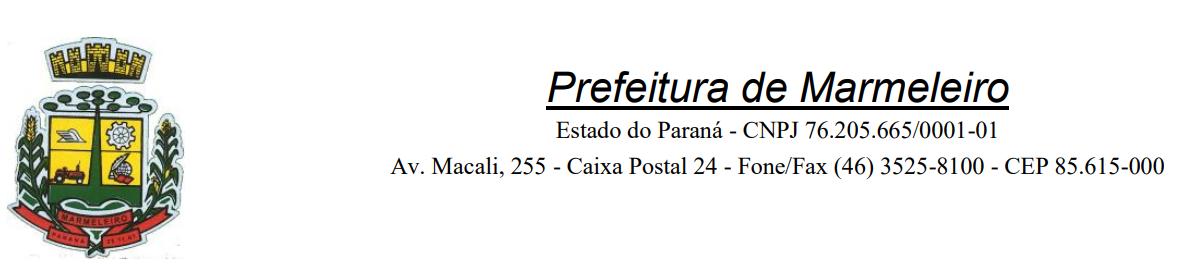 Prefeitura de Marmeleiro
Estado do Paraná - CNPJ 76.205.665/0001-01
Av. Macali, 255 - Caixa Postal 24 - Fone/Fax (46) 3525-8100 - CEP 85.615-000
MARMELEIRO
PARANÁ